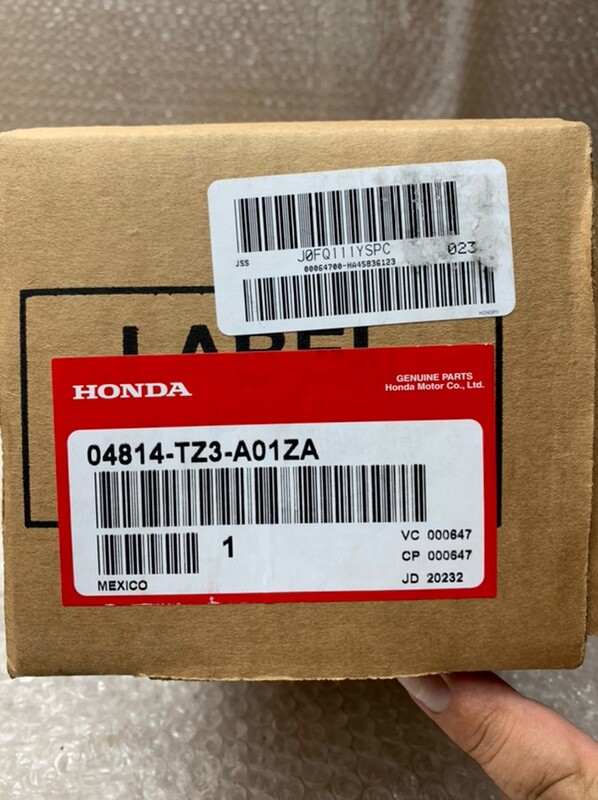 JSS
J0FQ111YSPC
023
00064700-HA45836123
LABEL
HONDA
GENUINE PARTS
Honda Motor Co., Ltd.
04814-TZ3-A01ZA
1
VC 000647
CP 000647
MEXICO
JD 20232